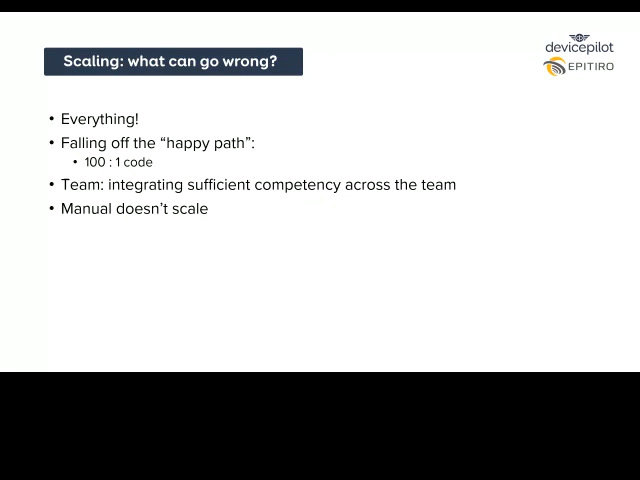 devicepilot
EPITIRO
Scaling: what can go wrong?
• Everything!
• Falling off the “happy path”:
• 100 : 1 code
• Team: integrating sufficient competency across the team
• Manual doesn’t scale